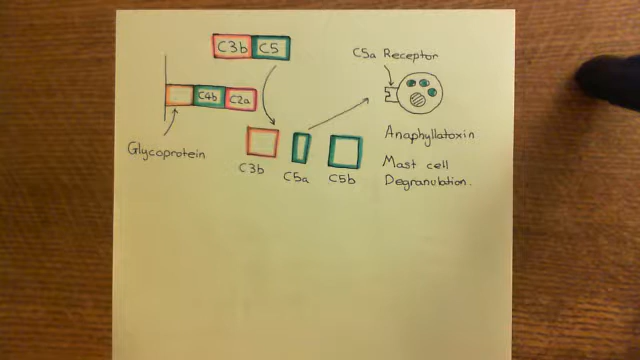 C3b C5
C5a Receptor
C4b C2a
Glycoprotein
C3b
C5a
C5b
Anaphyllatoxin
Mast cell
Degranulation.